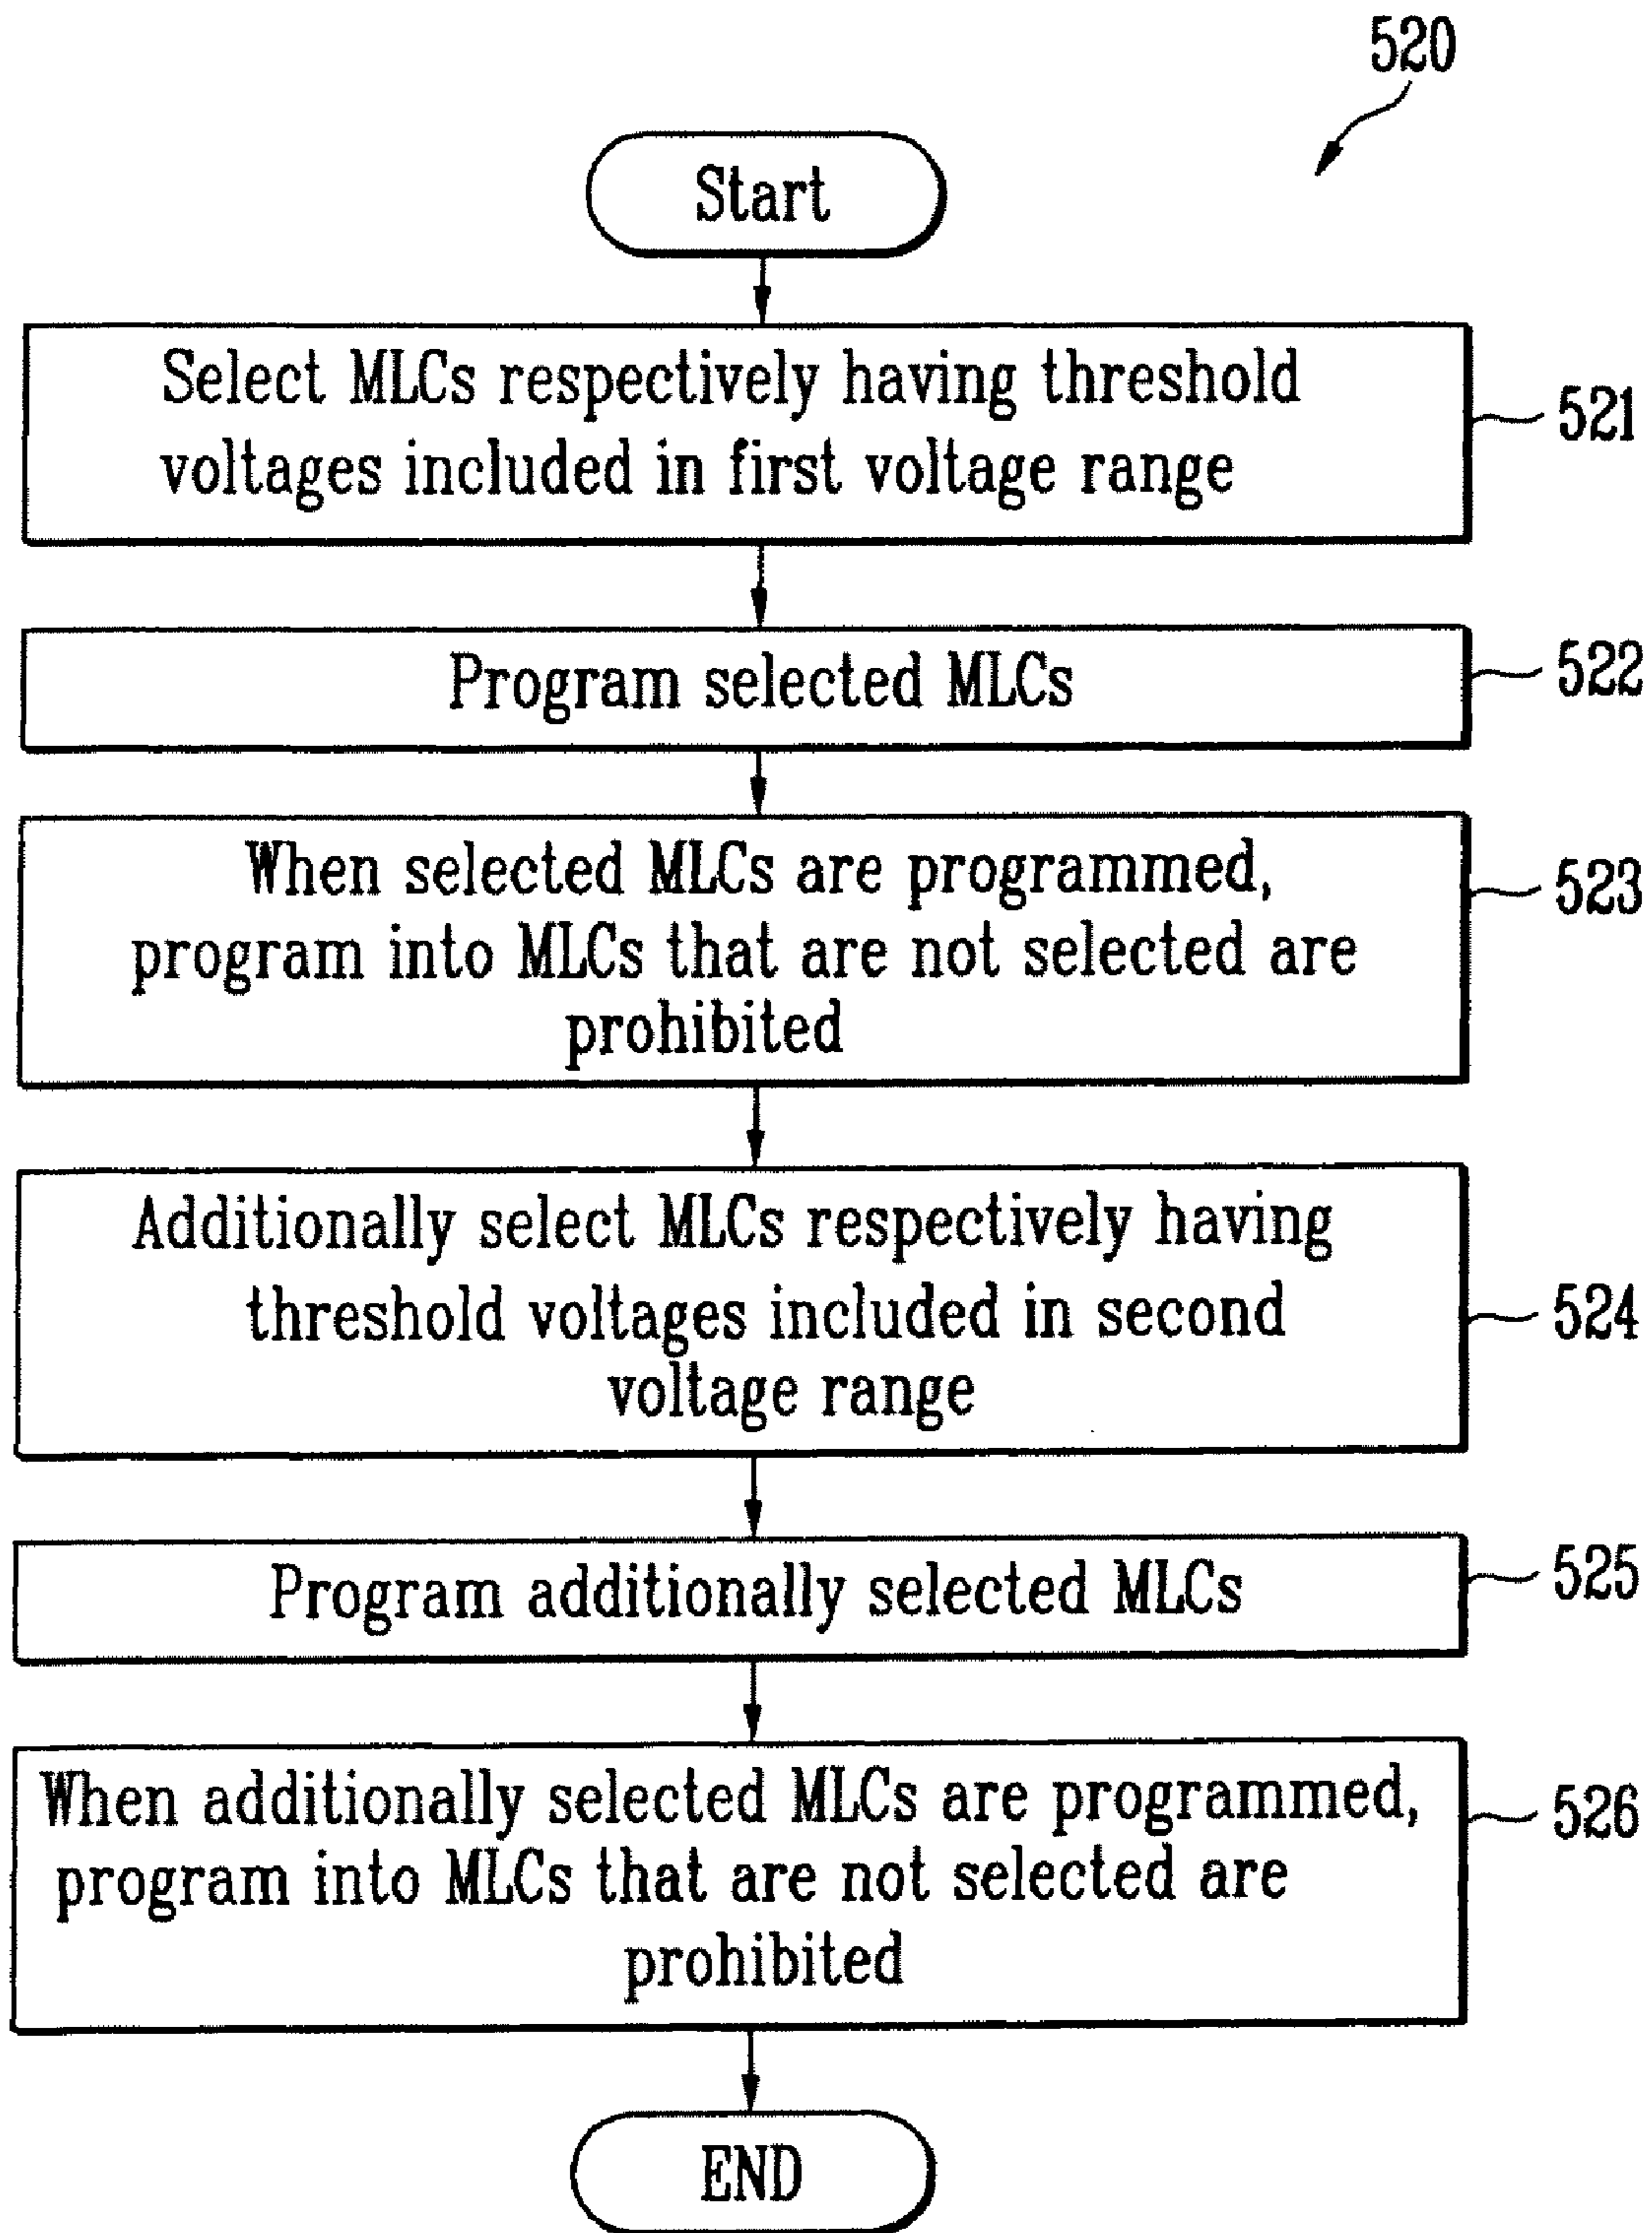 520
Start
Select MLCs respectively having threshold
voltages included in first voltage range
521
Program selected MLCs
522
When selected MLCs are programmed,
program into MLCs that are not selected are
prohibited
523
Additionally select MLCs respectively having
threshold voltages included in second
voltage range
524
Program additionally selected MLCs
525
When additionally selected MLCs are programmed,
program into MLCs that are not selected are
prohibited
526
END